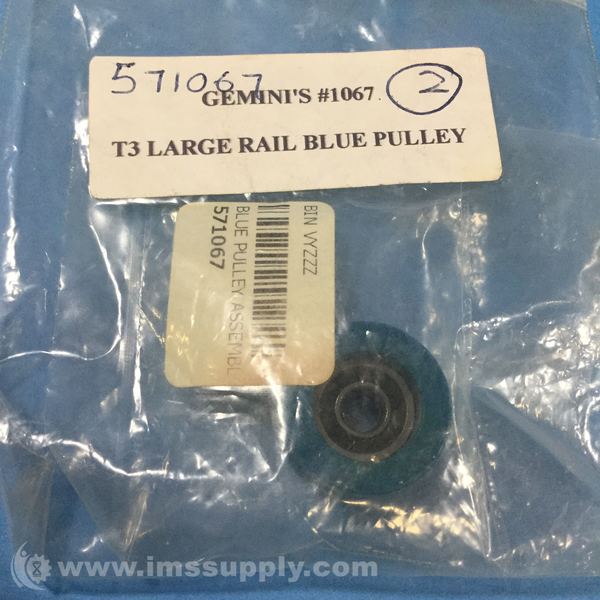 571067
GEMINI'S #1067
2
T3 LARGE RAIL BLUE PULLEY
BIN VYZZZ
BLUE PULLEY ASSEMBL
571067
www.imssupply.com